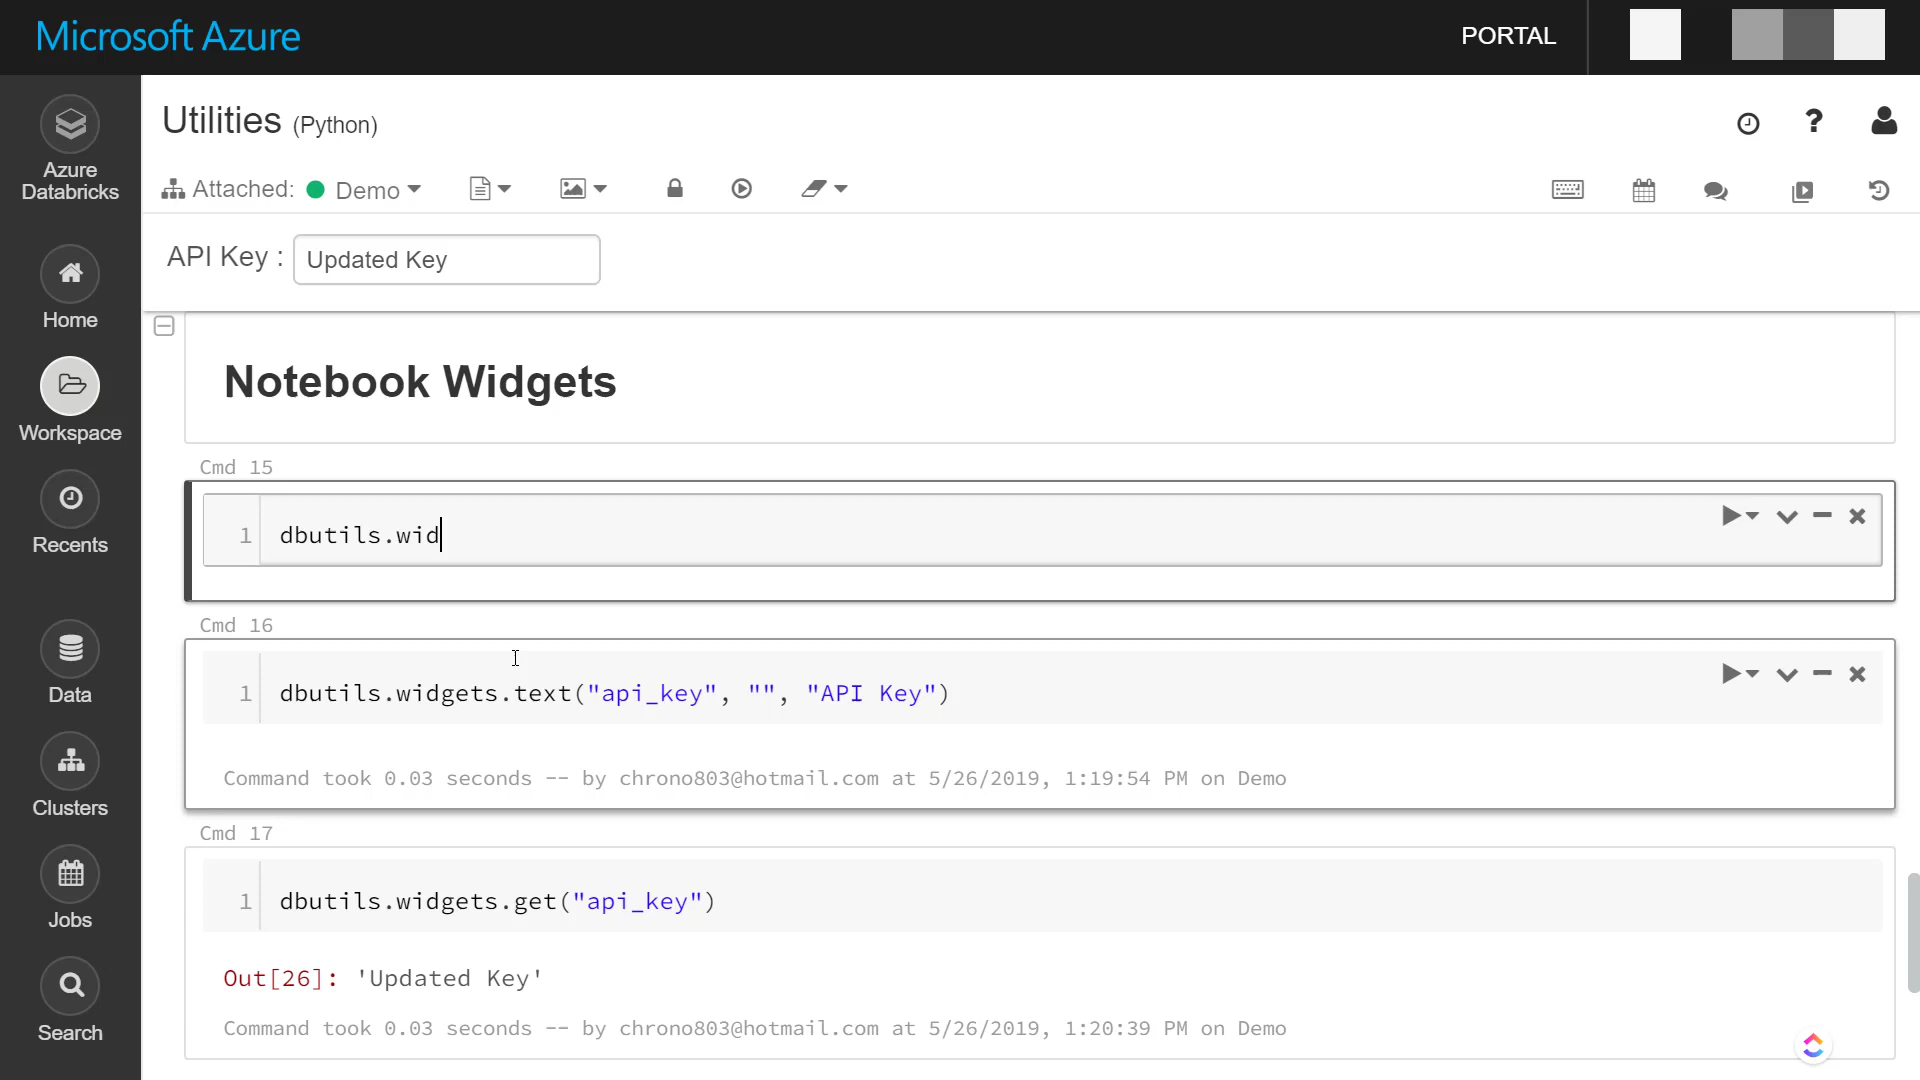 Microsoft Azure
PORTAL
Utilities (Python)
?
Attached: Demo
API Key : Updated Key
Azure
Databricks
Home
Workspace
Recents
Data
Clusters
Jobs
Search
Notebook Widgets
Cmd 15
1 dbutils.wid
Cmd 16
1 dbutils.widgets.text("api_key", "", "API Key")
Command took 0.03 seconds -- by chrono803@hotmail.com at 5/26/2019, 1:19:54 PM on Demo
Cmd 17
1 dbutils.widgets.get("api_key")
Out[26]: 'Updated Key'
Command took 0.03 seconds -- by chrono803@hotmail.com at 5/26/2019, 1:20:39 PM on Demo